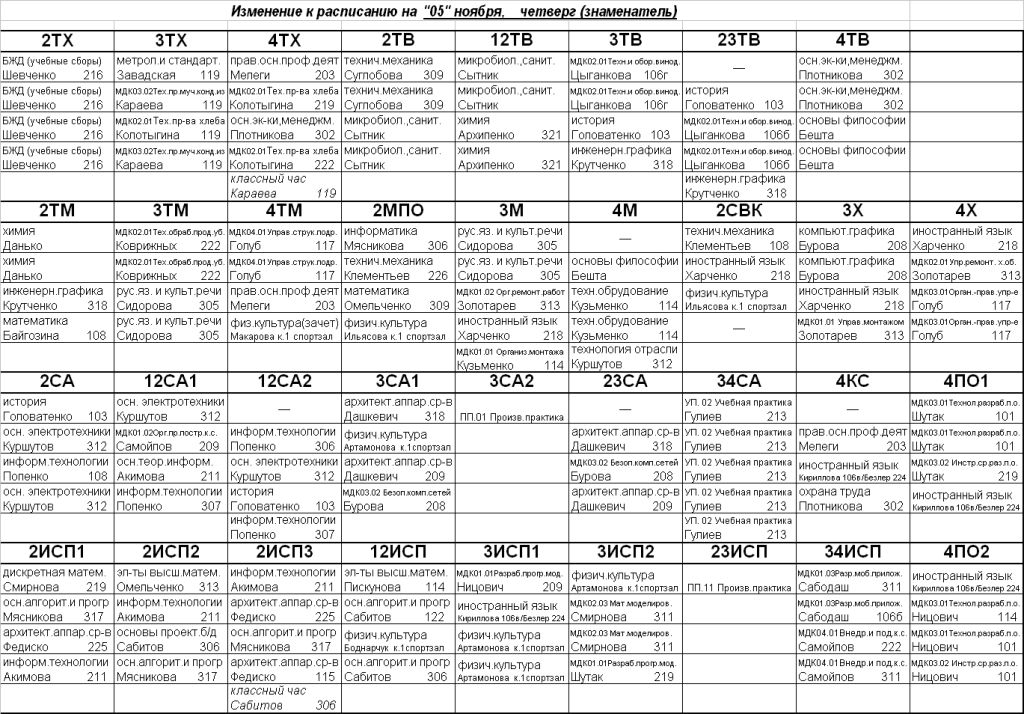 Изменение к расписанию на "05" ноября, четверг (знаменатель)
2ТХ 3ТХ 4ТХ 2ТВ 12ТВ 3ТВ 23ТВ 4ТВ
БЖД (учебные сборы) метрол.и стандарт. прав.осн.проф.деят технич.механика микробиол.,санит. МДК02.01Техн.и обор.винод. — осн.эк-ки,менеджм.
Шевченко 216 Завадская 119 Мелеги 203 Суглобова 309 Сытник Цыганкова 106г Плотникова 302
БЖД (учебные сборы) МДК03.02Тех.пр.муч.конд.из МДК02.01Тех.пр-ва хлеба технич.механика микробиол.,санит. МДК02.01Техн.и обор.винод. история осн.эк-ки,менеджм.
Шевченко 216 Караева 119 Колотыгина 219 Суглобова 309 Сытник Цыганкова 106г Головатенко 103 Плотникова 302
БЖД (учебные сборы) МДК02.01Тех.пр-ва хлеба осн.эк-ки,менеджм. микробиол.,санит. химия история МДК02.01Техн.и обор.винод. основы философии
Шевченко 216 Колотыгина 119 Плотникова 302 Сытник Архипенко 321 Головатенко 103 Цыганкова 106б Бешта
БЖД (учебные сборы) МДК03.02Тех.пр.муч.конд.из МДК02.01Тех.пр-ва хлеба микробиол.,санит. химия инженерн.графика МДК02.01Техн.и обор.винод. основы философии
Шевченко 216 Караева 119 Колотыгина 222 Сытник Архипенко 321 Крутченко 318 Цыганкова 106б Бешта
классный час инженерн.графика
Караева 119 Крутченко 318
2ТМ 3ТМ 4ТМ 2МПО 3М 4М 2СВК 3Х 4Х
химия МДК02.01Тех.обраб.прод.уб. МДК04.01Управ.струк.подр. информатика рус.яз. и культ.речи — технич.механика компьют.графика иностранный язык
Данько Коврижных 222 Голуб 117 Мясникова 306 Сидорова 305 Клементьев 108 Бурова 208 Харченко 218
химия МДК02.01Тех.обраб.прод.уб. МДК04.01Управ.струк.подр. технич.механика рус.яз. и культ.речи основы философии иностранный язык компьют.графика МДК02.01 Упр.ремонт. х.об.
Данько Коврижных 222 Голуб 117 Клементьев 226 Сидорова 305 Бешта Харченко 218 Бурова 208 Золотарев 313
инженерн.графика рус.яз. и культ.речи прав.осн.проф.деят математика МДК01.02 Орг.ремонт.работ техн.обрудование физич.культура иностранный язык МДК03.01Орган.-прав.упр-е
Крутченко 318 Сидорова 305 Мелеги 203 Омельченко 309 Золотарев 313 Кузьменко 114 Ильясова к.1 спортзал Харченко 218 Голуб 117
математика рус.яз. и культ.речи физ.культура(зачет) физич.культура иностранный язык техн.обрудование — МДК01.01 Управ.монтажом МДК03.01Орган.-прав.упр-е
Байгозина 108 Сидорова 305 Макарова к.1 спортзал Ильясова к.1 спортзал Харченко 218 Кузьменко 114 Золотарев 313 Голуб 117
МДК01.01 Организ.монтажа технология отрасли
Кузьменко 114 Куршутов 312
2СА 12СА1 12СА2 3СА1 3СА2 23СА 34СА 4КС 4ПО1
история осн. электротехники — архитект.аппар.ср-в ПП.01 Произв.практика — УП. 02 Учебная практика — МДК03.01Технол.разраб.п.о.
Головатенко 103 Куршутов 312 Дашкевич 318 Гулиев 213 Шутак 101
осн. электротехники МДК01.02Орг.пр.постр.к.с. информ.технологии физич.культура архитект.аппар.ср-в УП. 02 Учебная практика прав.осн.проф.деят МДК03.01Технол.разраб.п.о.
Куршутов 312 Самойлов 209 Попенко 306 Артамонова к.1спортзал Дашкевич 318 Гулиев 213 Мелеги 203 Шутак 101
информ.технологии осн.теор.информ. осн. электротехники архитект.аппар.ср-в МДК03.02 Безоп.комп.сетей УП. 02 Учебная практика иностранный язык МДК03.02 Инстр.ср.раз.п.о.
Попенко 108 Акимова 211 Куршутов 312 Дашкевич 209 Бурова 208 Гулиев 213 Кириллова 106в/Безлер 224 Шутак 219
осн. электротехники информ.технологии история МДК03.02 Безоп.комп.сетей архитект.аппар.ср-в УП. 02 Учебная практика охрана труда иностранный язык
Куршутов 312 Попенко 307 Головатенко 103 Бурова 208 Дашкевич 209 Гулиев 213 Плотникова 302 Кириллова 106в/Безлер 224
информ.технологии УП. 02 Учебная практика
Попенко 307 Гулиев 213
2ИСП1 2ИСП2 2ИСП3 12ИСП 3ИСП1 3ИСП2 23ИСП 34ИСП 4ПО2
дискретная матем. эл-ты высш.матем. информ.технологии эл-ты высш.матем. МДК01.01Разраб.прогр.мод. физич.культура ПП.11 Произв.практика МДК01.03Разр.моб.прилож. иностранный язык
Смирнова 219 Омельченко 313 Акимова 211 Пискунова 114 Ницович 209 Артамонова к.1спортзал Сабодаш 311 Кириллова 106в/Безлер 224
осн.алгорит.и прогр информ.технологии архитект.аппар.ср-в осн.алгорит.и прогр иностранный язык МДК02.03 Мат.моделиров. МДК01.03Разр.моб.прилож. МДК03.01Технол.разраб.п.о.
Мясникова 317 Акимова 211 Федиско 225 Сабитов 122 Кириллова 106в/Безлер 224 Смирнова 311 Сабодаш 106б Ницович 114
архитект.аппар.ср-в основы проект.б/д осн.алгорит.и прогр физич.культура физич.культура МДК02.03 Мат.моделиров. МДК04.01Внедр.и под.к.с. МДК03.01Технол.разраб.п.о.
Федиско 225 Сабитов 306 Мясникова 317 Боднарчук к.1спортзал Артамонова к.1спортзал Смирнова 311 Самойлов 222 Ницович 101
информ.технологии осн.алгорит.и прогр архитект.аппар.ср-в осн.алгорит.и прогр физич.культура МДК01.01Разраб.прогр.мод. МДК04.01Внедр.и под.к.с. МДК03.02 Инстр.ср.раз.п.о.
Акимова 211 Мясникова 317 Федиско 115 Сабитов 306 Артамонова к.1спортзал Шутак 219 Самойлов 311 Ницович 101
классный час
Сабитов 306